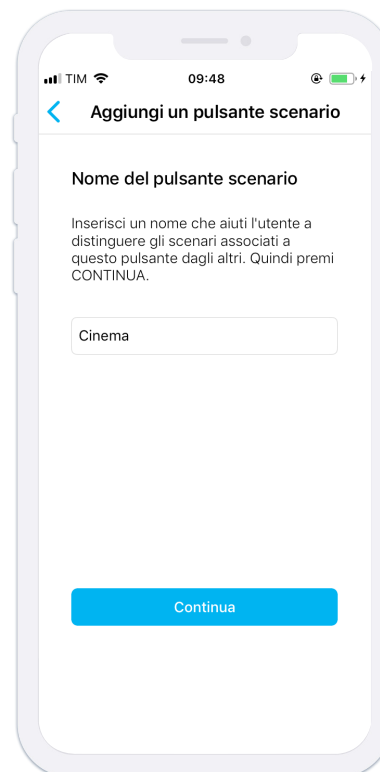 TIM 09:48
Aggiungi un pulsante scenario
Nome del pulsante scenario
Inserisci un nome che aiuti l'utente a
distinguere gli scenari associati a
questo pulsante dagli altri. Quindi premi
CONTINUA.
Cinema
Continua